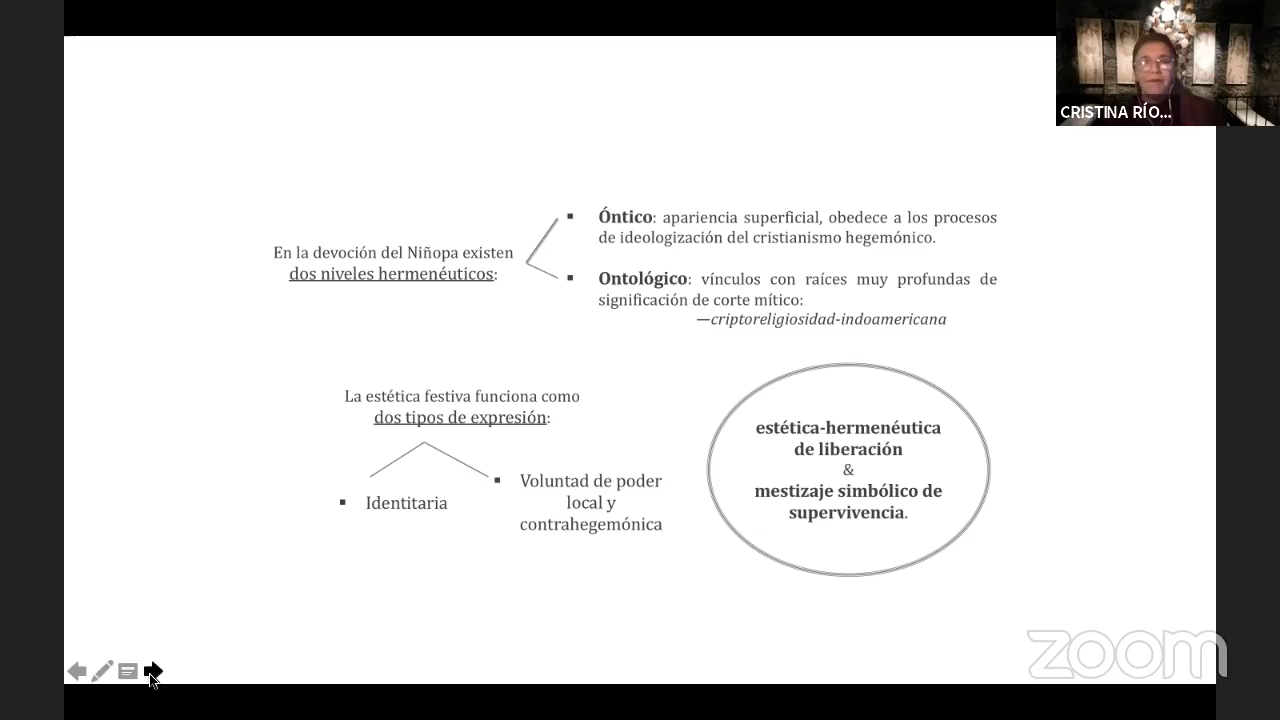 CRISTINA RÍO...
En la devoción del Niñopa existen
dos niveles hermenéuticos:
▪ Óntico: apariencia superficial, obedece a los procesos
de ideologización del cristianismo hegemónico.
▪ Ontológico: vínculos con raíces muy profundas de
significación de corte mítico:
—criptoreligiosidad-indoamericana
La estética festiva funciona como
dos tipos de expresión:
▪ Identitaria
▪ Voluntad de poder
local y
contrahegemónica
estética-hermenéutica
de liberación
&
mestizaje simbólico de
supervivencia.
zoom